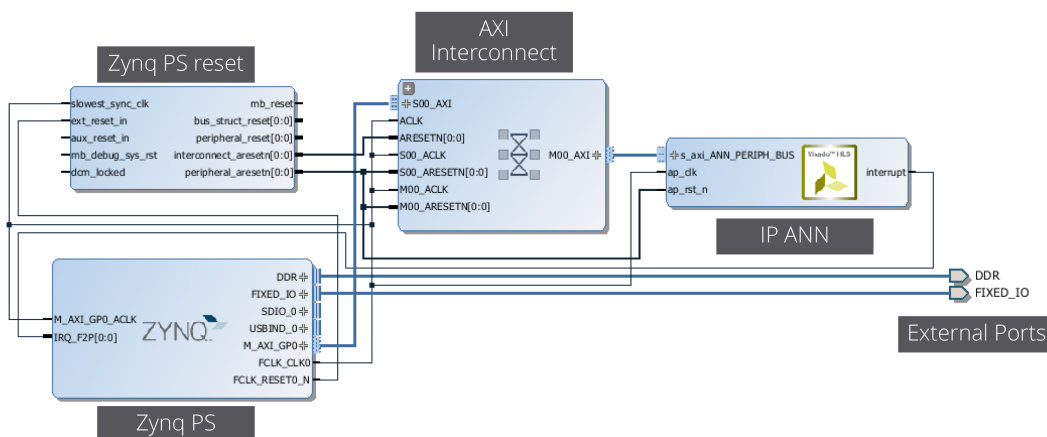 AXI
Interconnect
Zynq PS reset
slowest_sync_clk
ext_reset_in
aux_reset_in
mb_debug_sys_rst
dcm_locked
mb_reset
bus_struct_reset[0:0]
peripheral_reset[0:0]
interconnect_aresetn[0:0]
peripheral_aresetn[0:0]
S00_AXI
ACLK
ARESETN[0:0]
S00_ACLK
S00_ARESETN[0:0]
M00_ACLK
M00_ARESETN[0:0]
M00_AXI
s_axi_ANN_PERIPH_BUS
ap_clk
ap_rst_n
Vivado™ HLS
interrupt
IP ANN
M_AXI_GP0_ACLK
IRQ_F2P[0:0]
ZYNQ
DDR
FIXED_IO
SDIO_0
USBIND_0
M_AXI_GP0
FCLK_CLK0
FCLK_RESET0_N
DDR
FIXED_IO
External Ports
Zynq PS